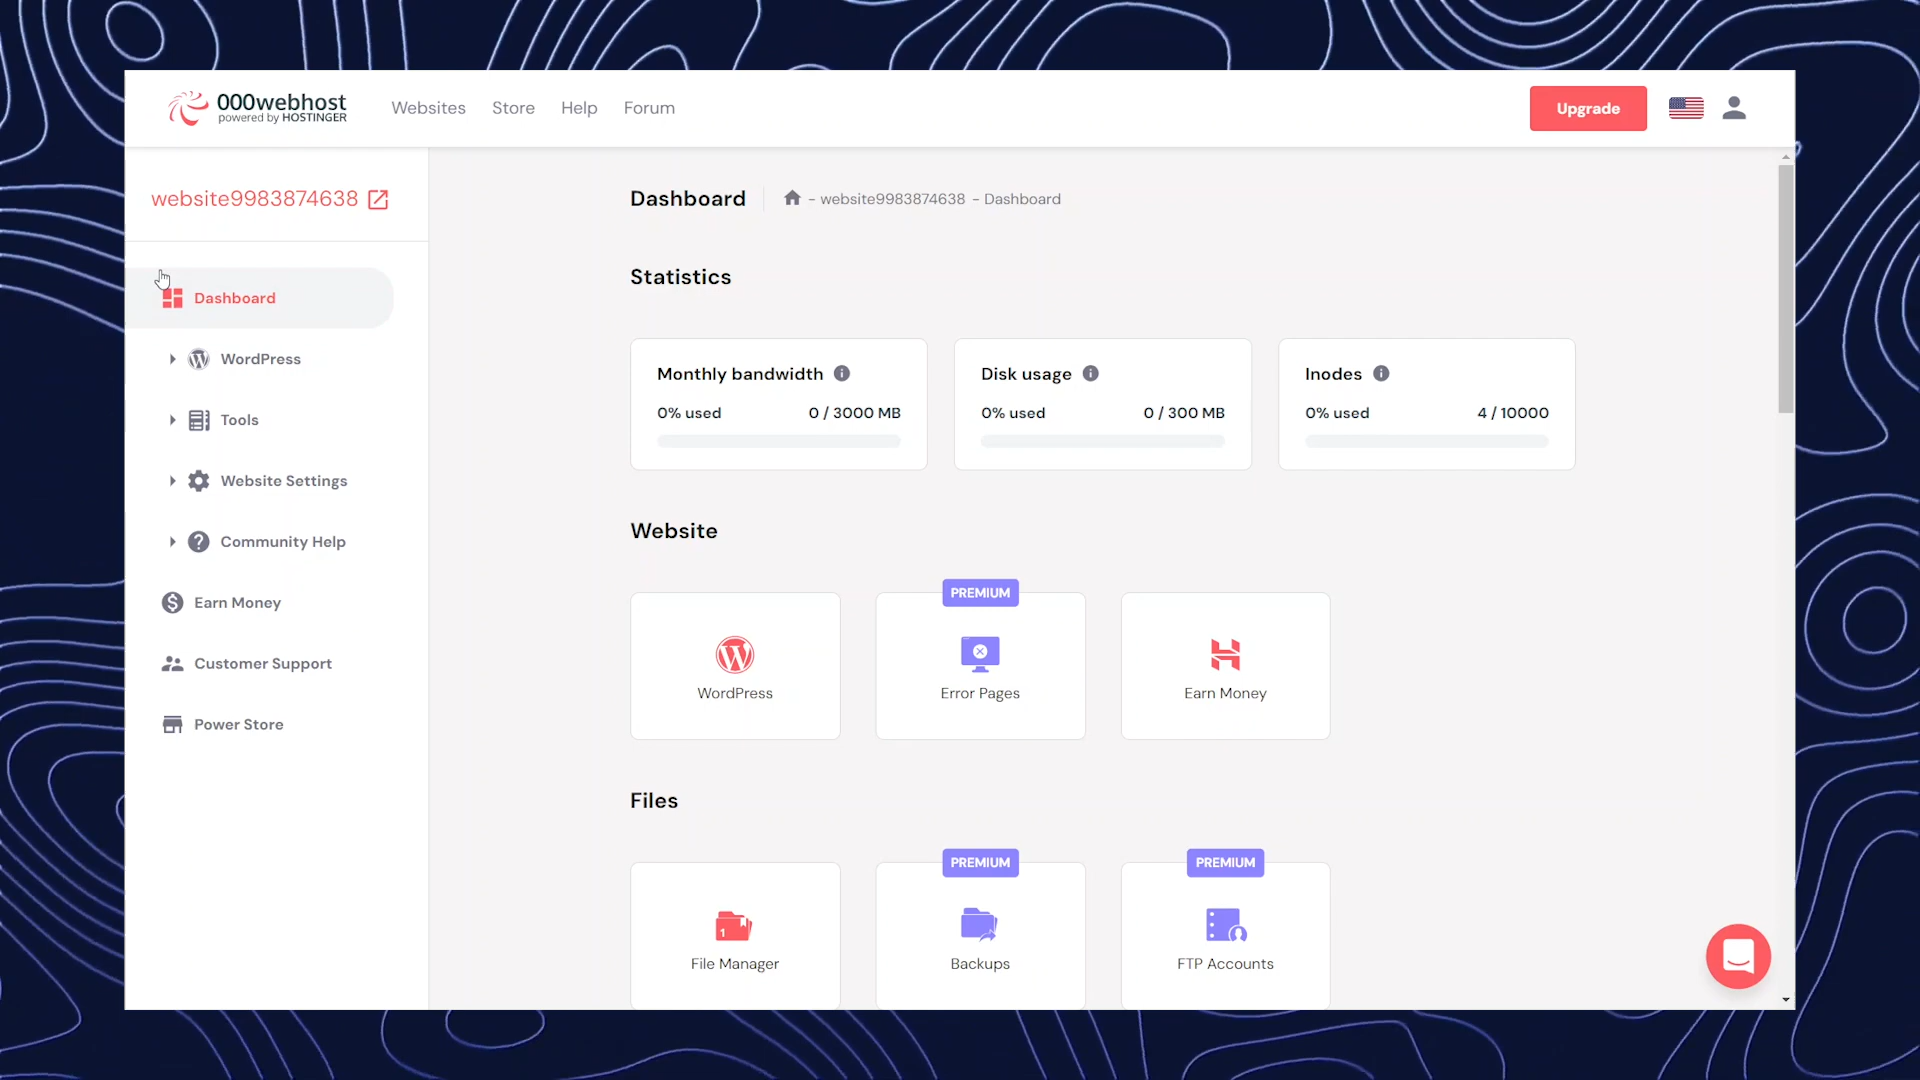 000webhost
powered by HOSTINGER
Websites Store Help Forum
Upgrade
website9983874638
Dashboard
WordPress
Tools
Website Settings
Community Help
Earn Money
Customer Support
Power Store
Dashboard - website9983874638 - Dashboard
Statistics
Monthly bandwidth
0% used 0 / 3000 MB
Disk usage
0% used 0 / 300 MB
Inodes
0% used 4 / 10000
Website
WordPress
PREMIUM
Error Pages
Earn Money
Files
1
File Manager
PREMIUM
Backups
PREMIUM
FTP Accounts